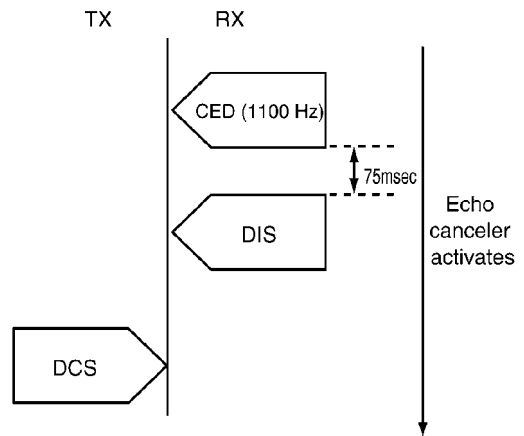 TX RX
CED (1100 Hz)
75msec
DIS
Echo
canceler
activates
DCS